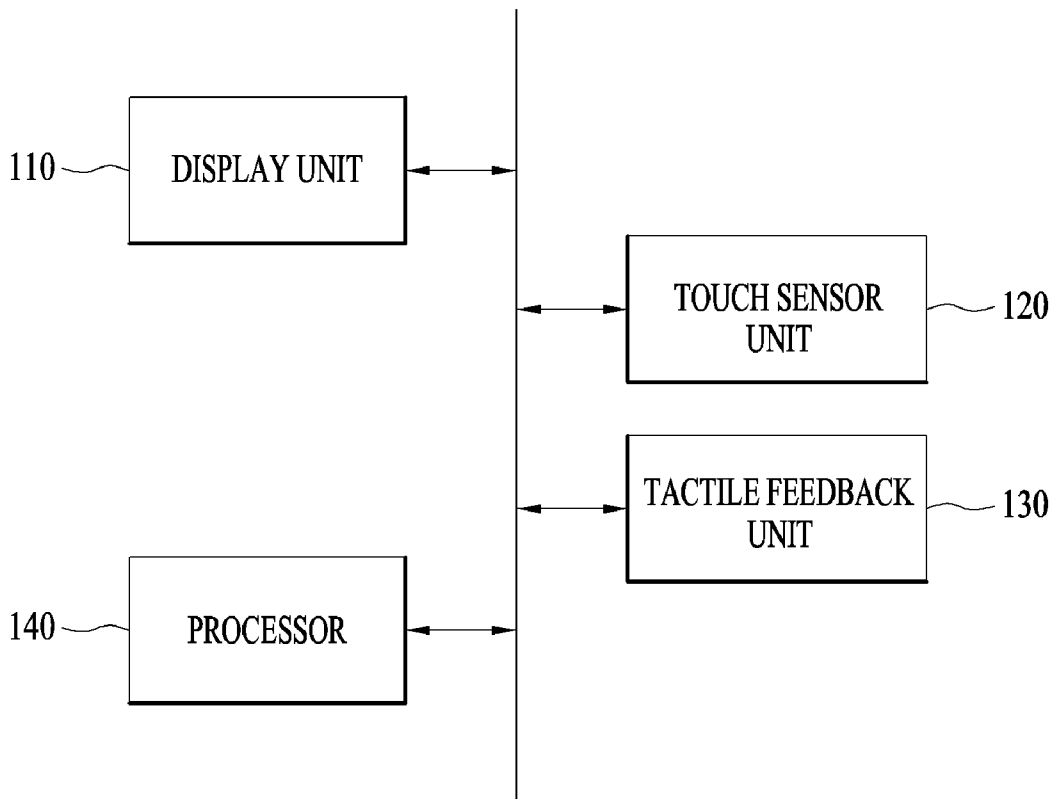 110
DISPLAY UNIT
TOUCH SENSOR
UNIT
120
TACTILE FEEDBACK
UNIT
130
140
PROCESSOR